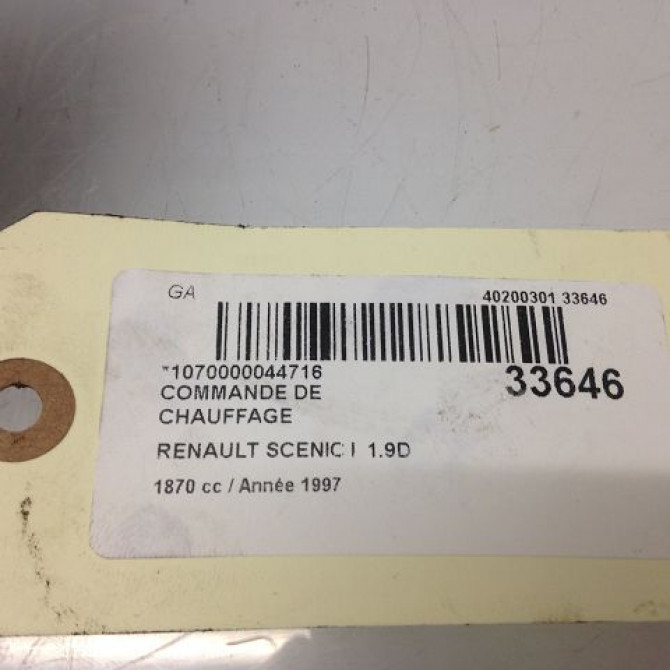 GA
40200301 33646
*1070000044716
33646
COMMANDE DE
CHAUFFAGE
RENAULT SCENIC I 1.9D
1870 cc / Année 1997